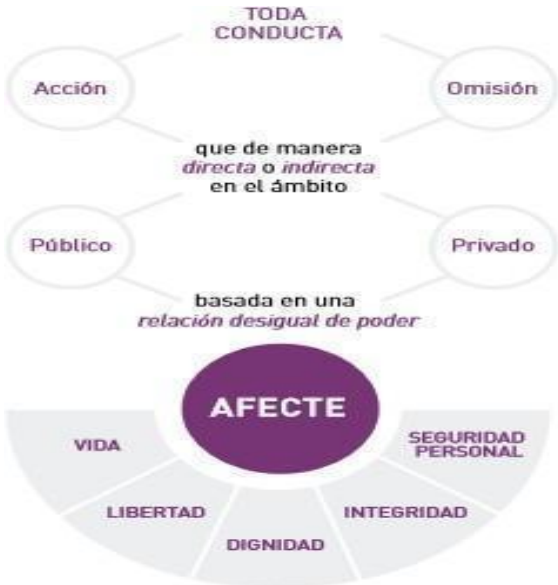 TODA
CONDUCTA
Acción
Omisión
que de manera
directa o indirecta
en el ámbito
Público
Privado
basada en una
relación desigual de poder
AFECTE
VIDA
LIBERTAD
DIGNIDAD
INTEGRIDAD
SEGURIDAD
PERSONAL